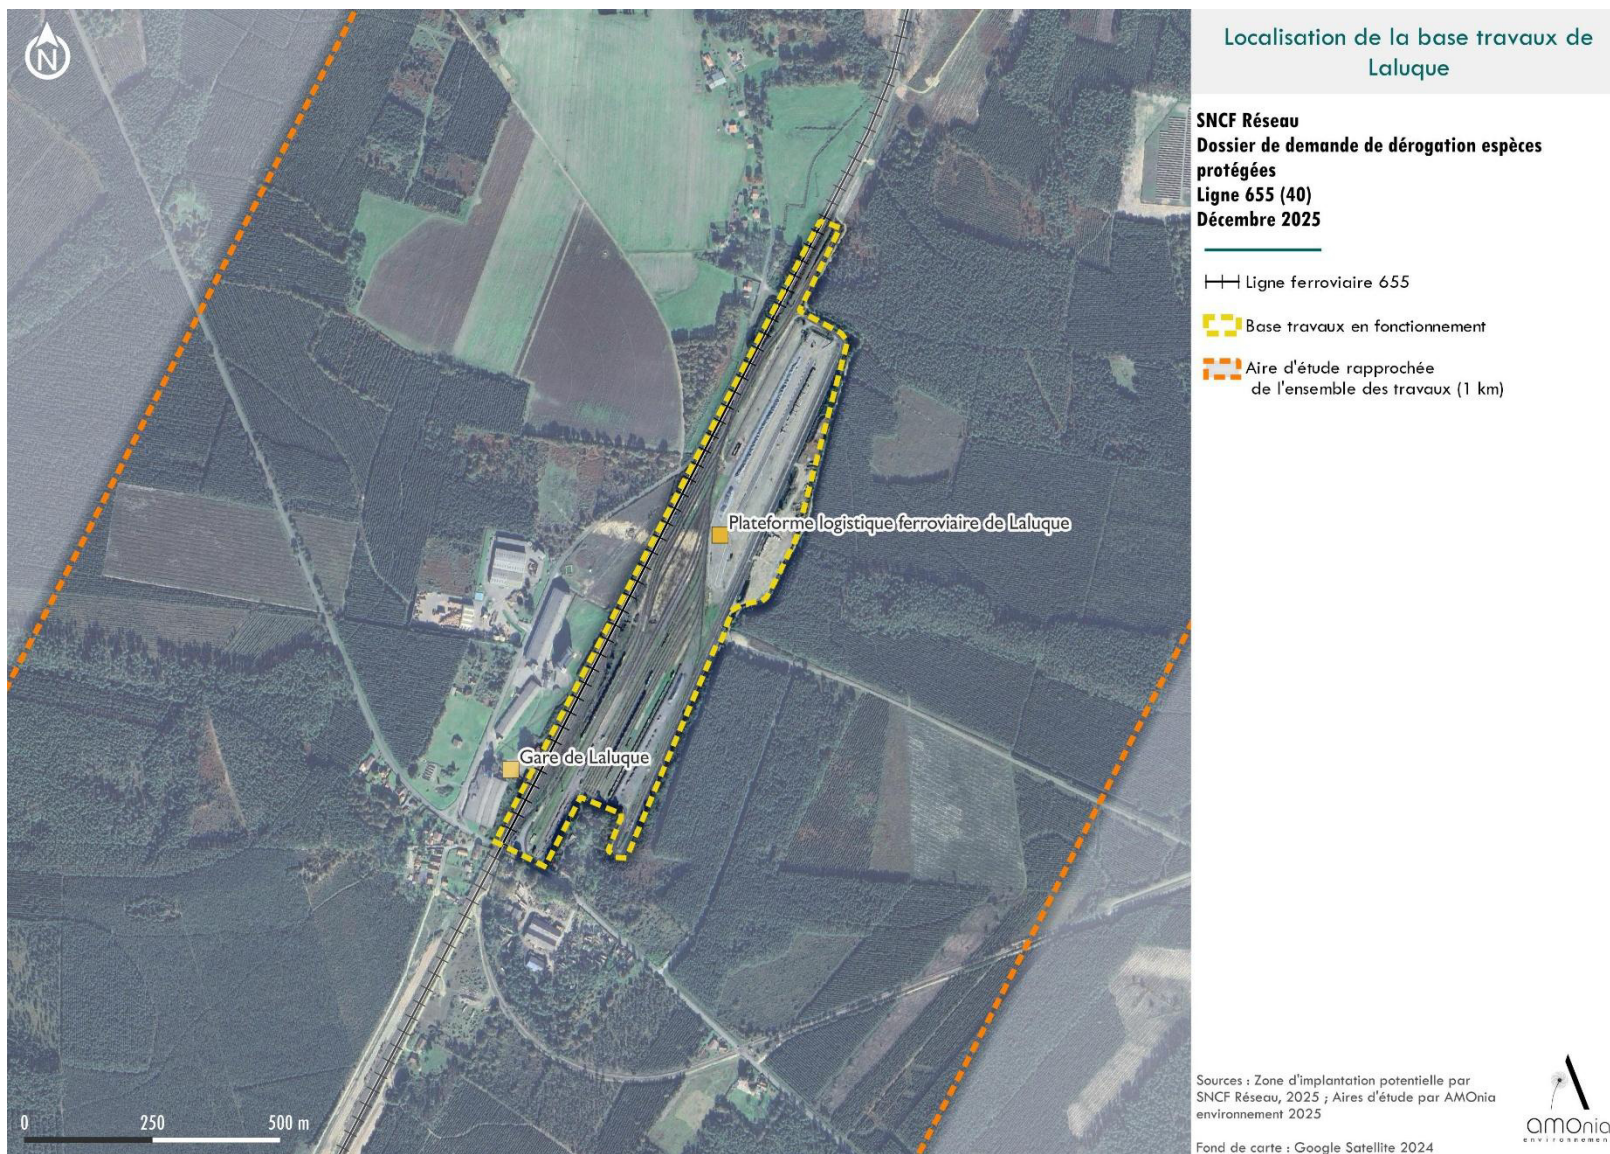 N
Localisation de la base travaux de
Laluque
SNCF Réseau
Dossier de demande de dérogation espèces
protégées
Ligne 655 (40)
Décembre 2025
Ligne ferroviaire 655
Base travaux en fonctionnement
Aire d'étude rapprochée
de l'ensemble des travaux (1 km)
Plateforme logistique ferroviaire de Laluque
Gare de Laluque
0 250 500 m
Sources : Zone d'implantation potentielle par
SNCF Réseau, 2025 ; Aires d'étude par AMOnia
environnement 2025
Fond de carte : Google Satellite 2024
amonia
environnement